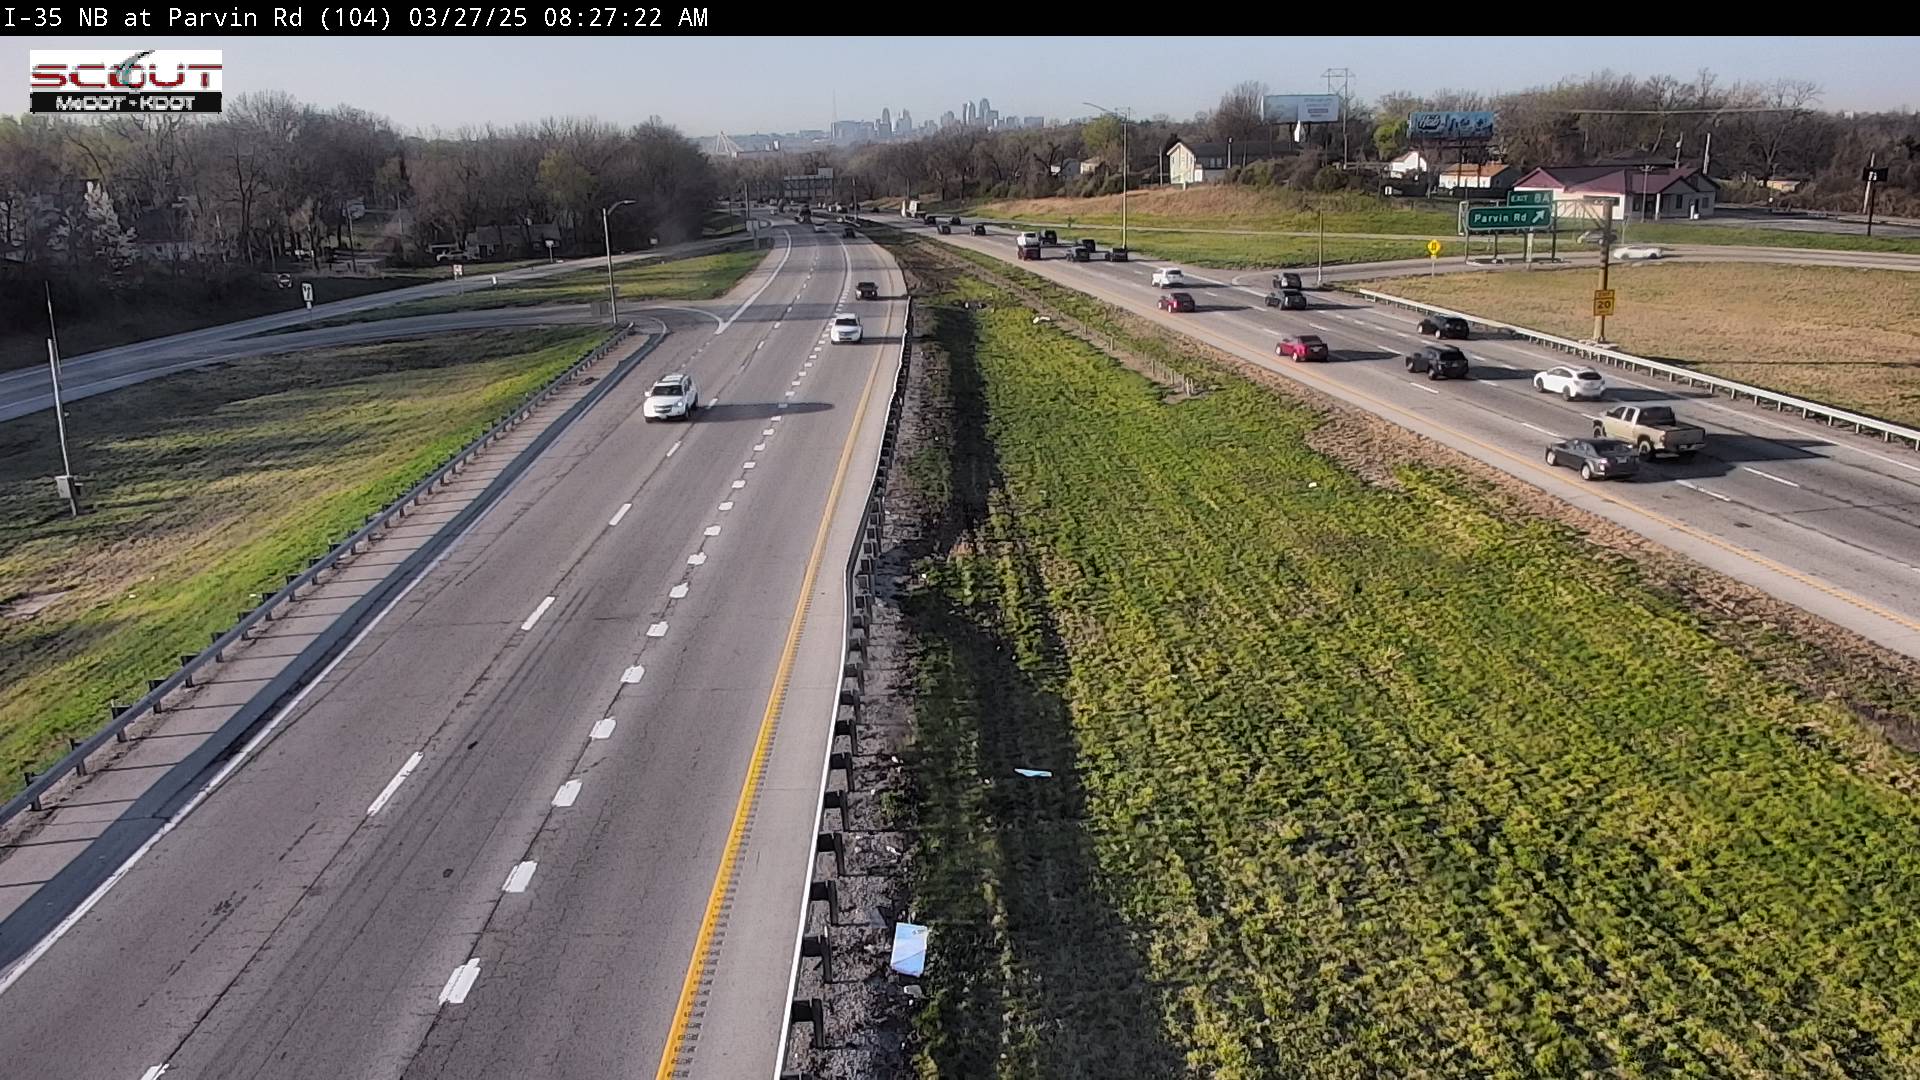 I-35 NB at Parvin Rd (104) 03/27/25 08:27:22 AM
SCOUT
MoDOT - KDOT
EXIT 8A
Parvin Rd
20